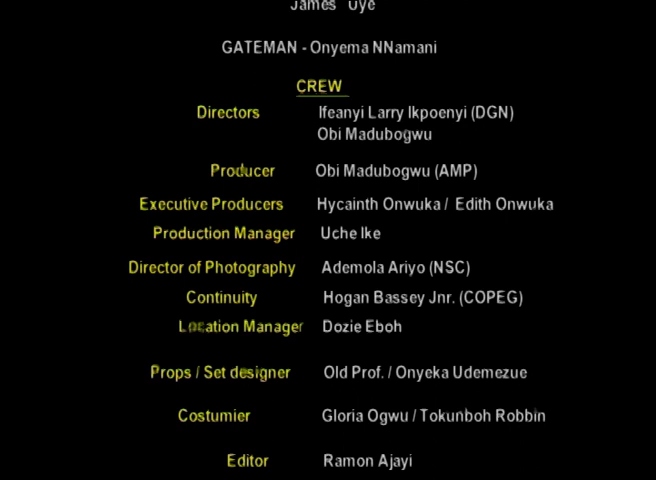 James Uye
GATEMAN - Onyema NNamani
CREW
Directors Ifeanyi Larry Ikpoenyi (DGN)
Obi Madubogwu
Producer Obi Madubogwu (AMP)
Executive Producers Hycainth Onwuka / Edith Onwuka
Production Manager Uche Ike
Director of Photography Ademola Ariyo (NSC)
Continuity Hogan Bassey Jnr. (COPEG)
Location Manager Dozie Eboh
Props / Set designer Old Prof. / Onyeka Udemezue
Costumier Gloria Ogwu / Tokunboh Robbin
Editor Ramon Ajayi